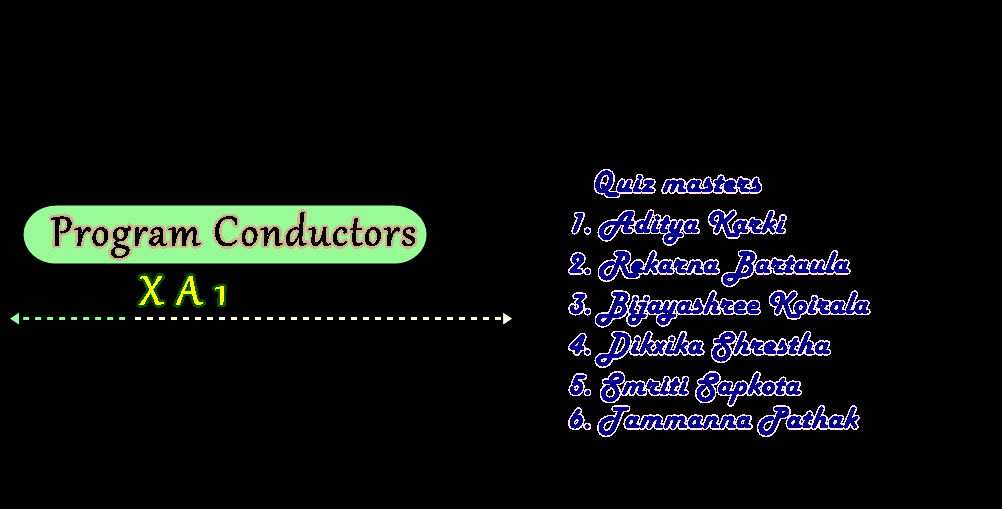 Program Conductors
X A 1
Quiz masters
1. Aditya Karki
2. Rekarna Bartaula
3. Bijayashree Koirala
4. Dikxika Shrestha
5. Smriti Sapkota
6. Tammanna Pathak